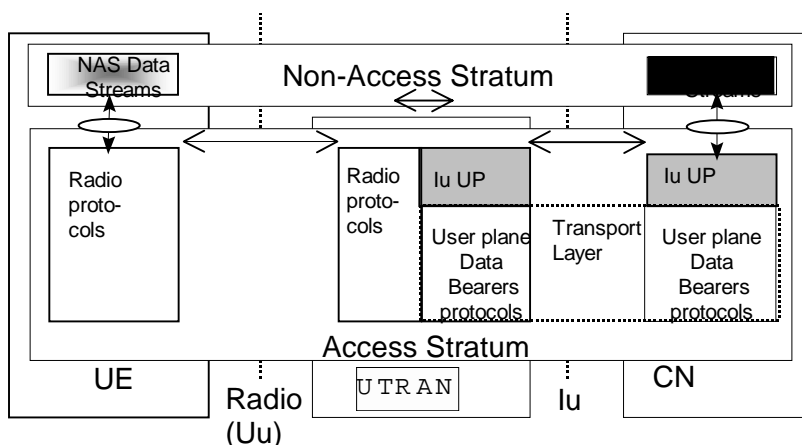 NAS Data
Streams
Non-Access Stratum
Streams
Radio
proto-
cols
Radio
proto-
cols
Iu UP
User plane
Data
Bearers
protocols
Transport
Layer
Iu UP
User plane
Data
Bearers
protocols
Access Stratum
UE
Radio
(Uu)
UTRAN
Iu
CN